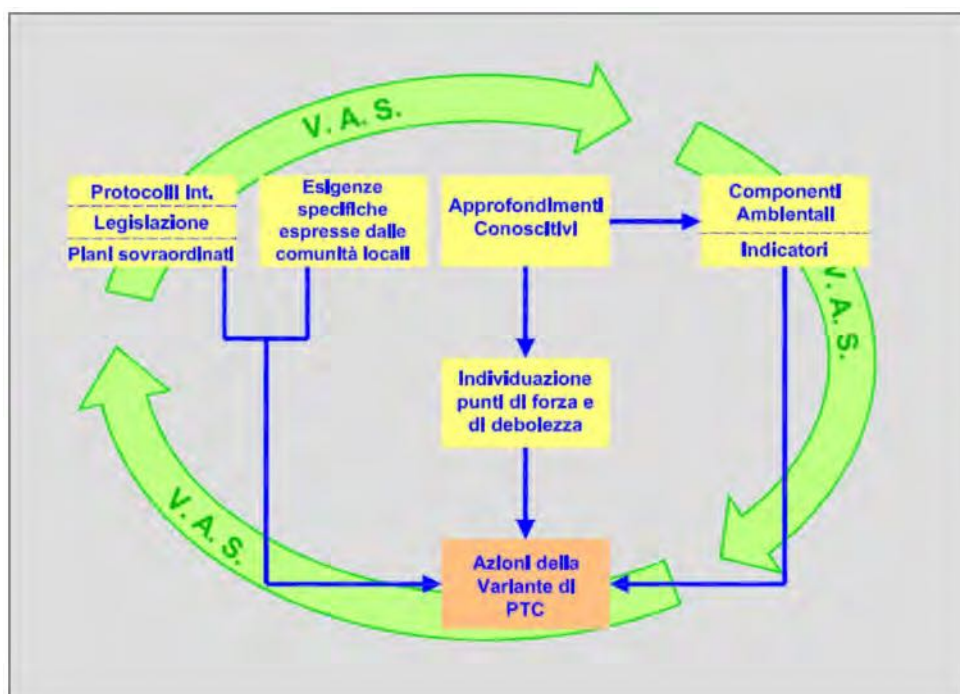 V. A. S.
Protocolli Int.
Legislazione
Piani sovraordinati
Esigenze
specifiche
espresse dalle
comunità locali
Approfondimenti
Conoscitivi
Componenti
Ambientali
Indicatori
V. A. S.
Individuazione
punti di forza e
di debolezza
V. A. S.
Azioni della
Variante di
PTC